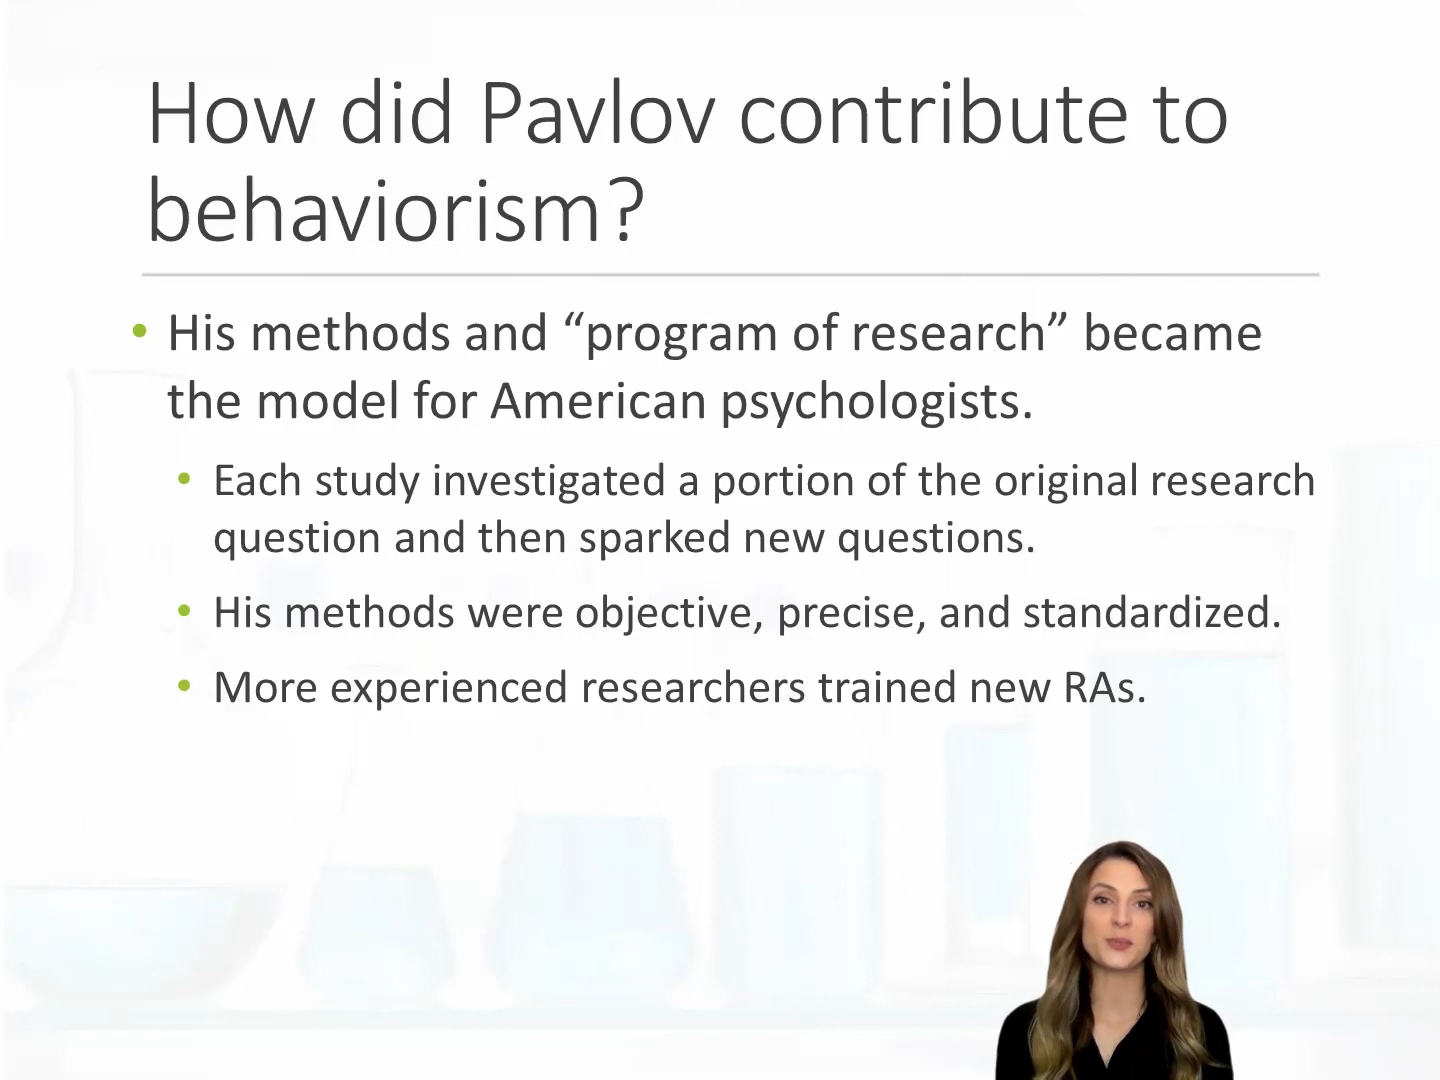 How did Pavlov contribute to
behaviorism?
• His methods and “program of research” became
the model for American psychologists.
• Each study investigated a portion of the original research
question and then sparked new questions.
• His methods were objective, precise, and standardized.
• More experienced researchers trained new RAs.